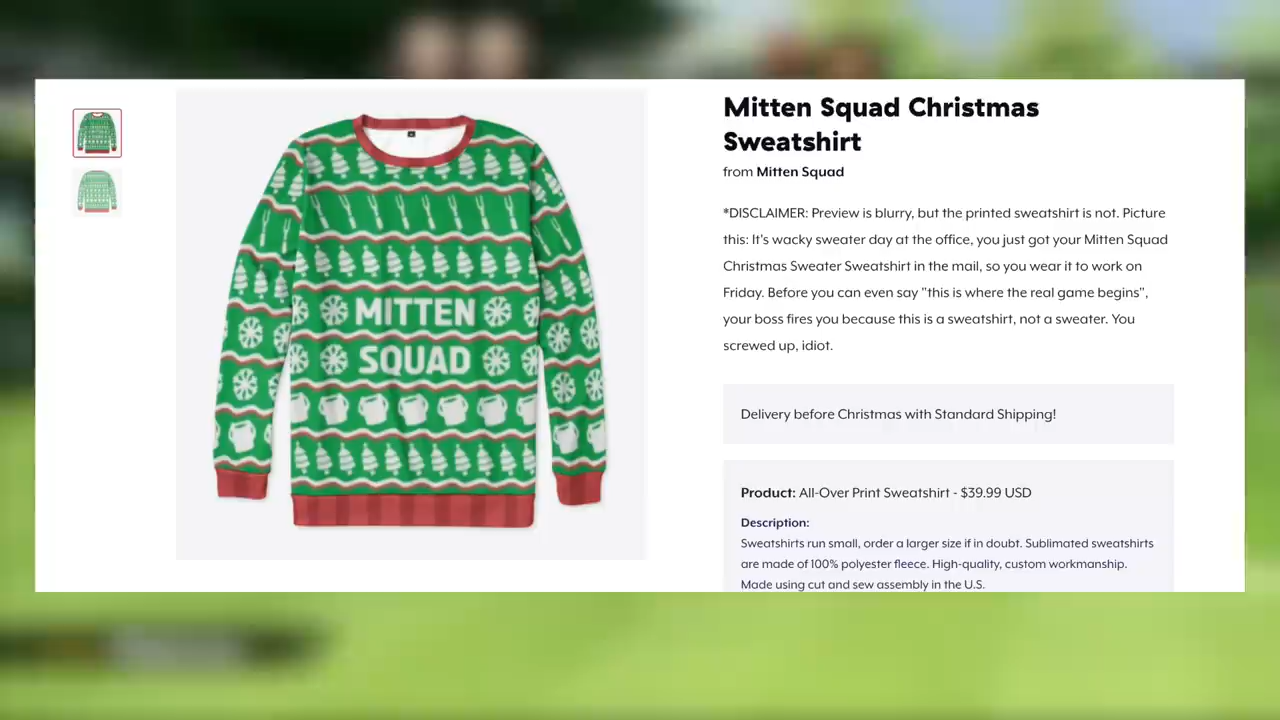 Mitten Squad Christmas
Sweatshirt
from Mitten Squad
*DISCLAIMER: Preview is blurry, but the printed sweatshirt is not. Picture
this: It's wacky sweater day at the office, you just got your Mitten Squad
Christmas Sweater Sweatshirt in the mail, so you wear it to work on
Friday. Before you can even say "this is where the real game begins",
your boss fires you because this is a sweatshirt, not a sweater. You
screwed up, idiot.
MITTEN
SQUAD
Delivery before Christmas with Standard Shipping!
Product: All-Over Print Sweatshirt - $39.99 USD
Description:
Sweatshirts run small, order a larger size if in doubt. Sublimated sweatshirts
are made of 100% polyester fleece. High-quality, custom workmanship.
Made using cut and sew assembly in the U.S.